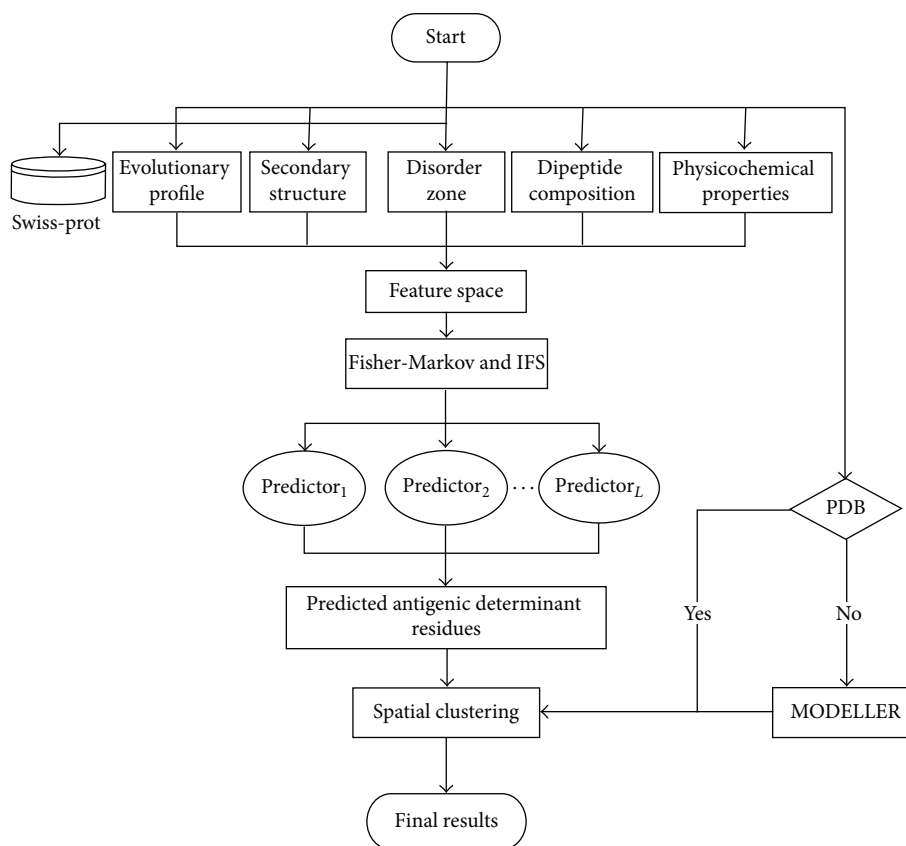 Start
Evolutionary
profile
Secondary
structure
Disorder
zone
Dipeptide
composition
Physicochemical
properties
Swiss-prot
Feature space
Fisher-Markov and IFS
Predictor₁
Predictor₂
···
Predictor_L
PDB
Predicted antigenic determinant
residues
Yes
No
Spatial clustering
MODELLER
Final results